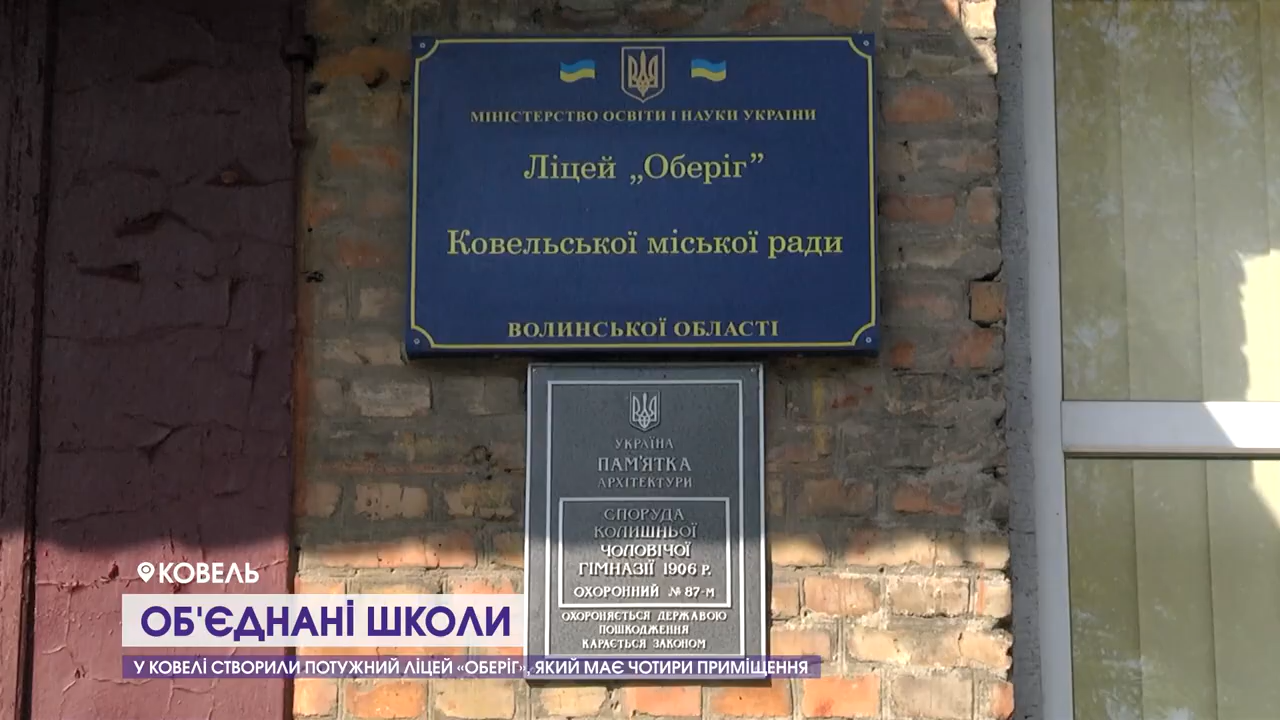 МІНІСТЕРСТВО ОСВІТИ І НАУКИ УКРАЇНИ
Ліцей „Оберіг”
Ковельської міської ради
ВОЛИНСЬКОЇ ОБЛАСТІ
УКРАЇНА
ПАМ'ЯТКА
АРХІТЕКТУРИ
СПОРУДА
КОЛИШНЬОЇ
ЧОЛОВІЧОЇ
ГІМНАЗІЇ 1906 р.
ОХОРОННИЙ № 87-м
ОХОРОНЯЄТЬСЯ ДЕРЖАВОЮ
ПОШКОДЖЕННЯ
КАРАЄТЬСЯ ЗАКОНОМ
КОВЕЛЬ
ОБ'ЄДНАНІ ШКОЛИ
У КОВЕЛІ СТВОРИЛИ ПОТУЖНИЙ ЛІЦЕЙ «ОБЕРІГ», ЯКИЙ МАЄ ЧОТИРИ ПРИМІЩЕННЯ